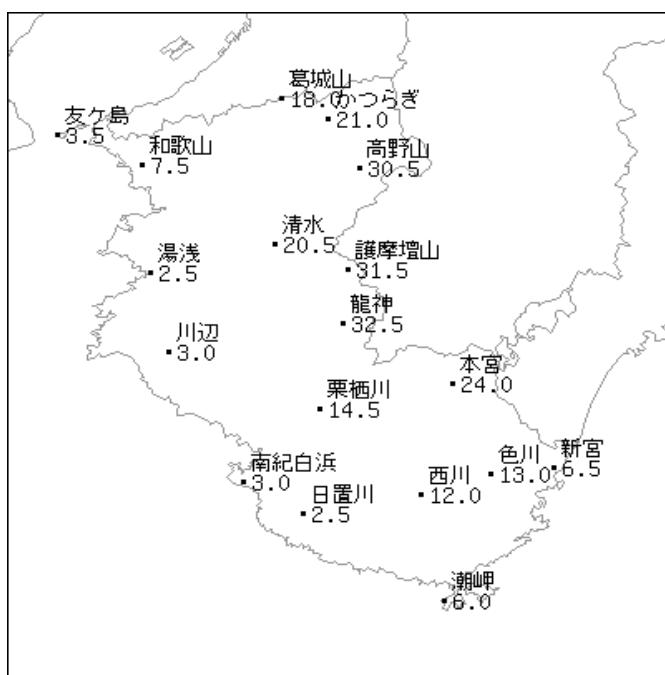 葛城山
18.0
かつらぎ
21.0
友ケ島
3.5
和歌山
7.5
高野山
30.5
清水
20.5
護摩壇山
31.5
湯浅
2.5
龍神
32.5
川辺
3.0
本宮
24.0
栗栖川
14.5
南紀白浜
3.0
日置川
2.5
西川
12.0
色川
13.0
新宮
6.5
潮岬
6.0